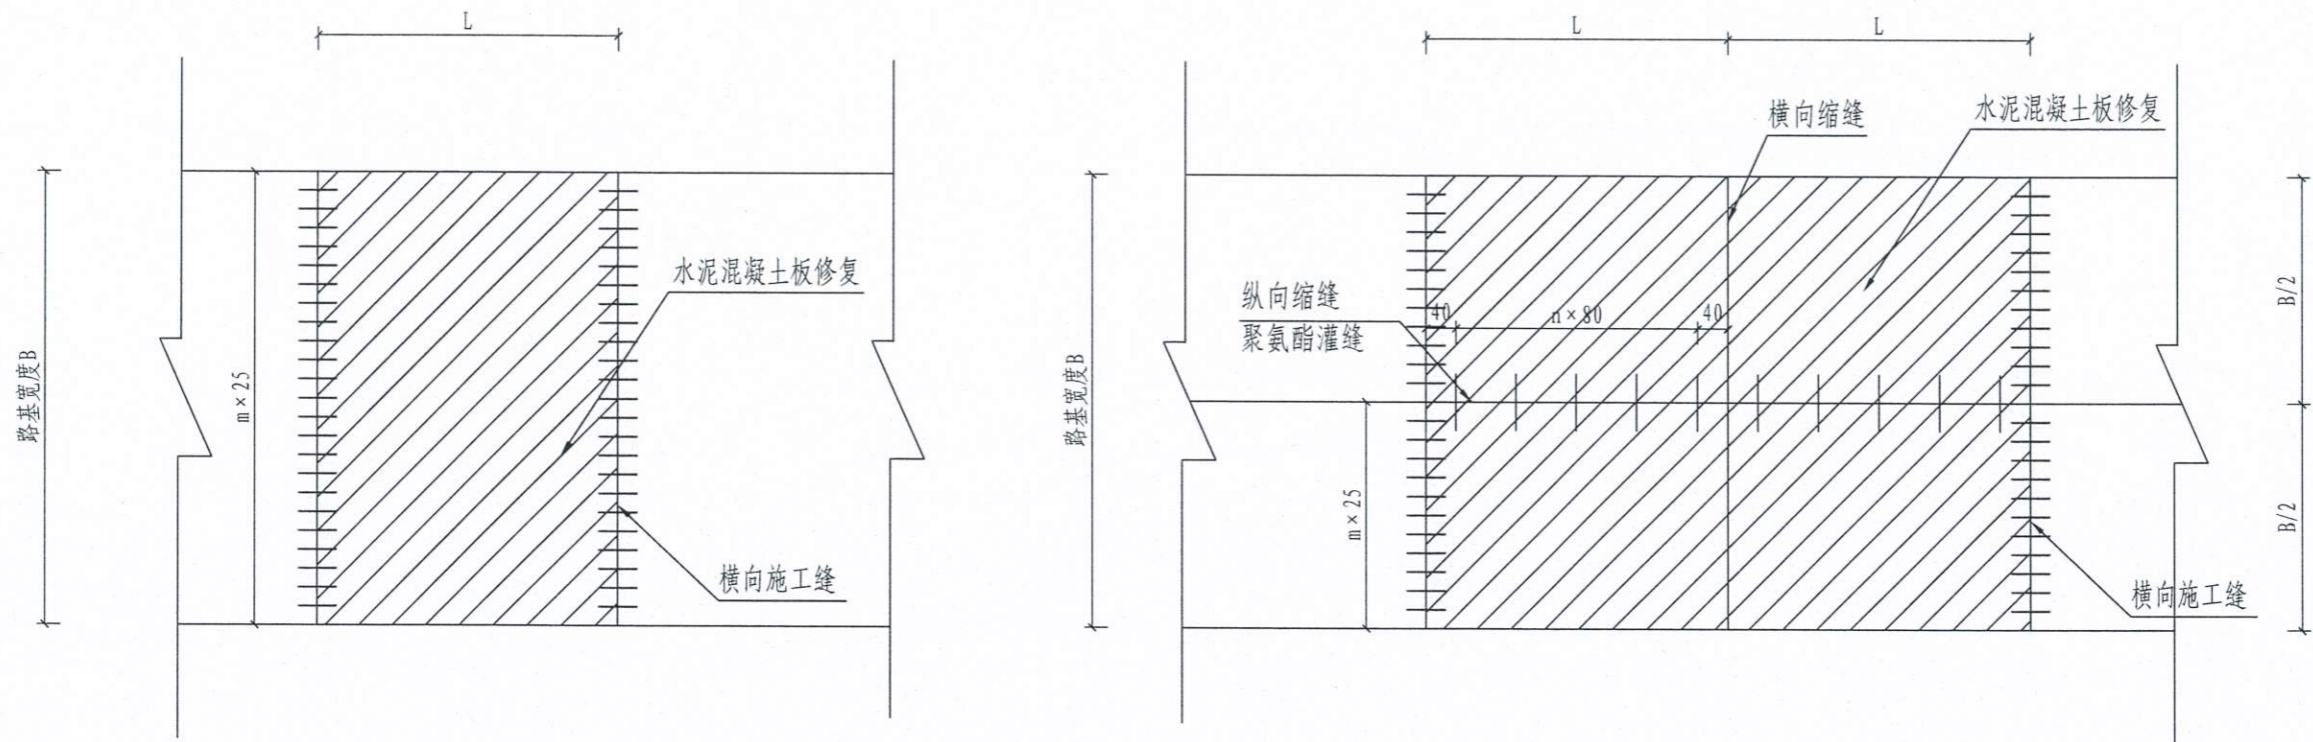 L
路基宽度B
m×25
水泥混凝土板修复
横向施工缝
L
L
横向缩缝
水泥混凝土板修复
纵向缩缝
聚氨酯灌缝
40
n×80
40
路基宽度B
m×25
B/2
B/2
横向施工缝